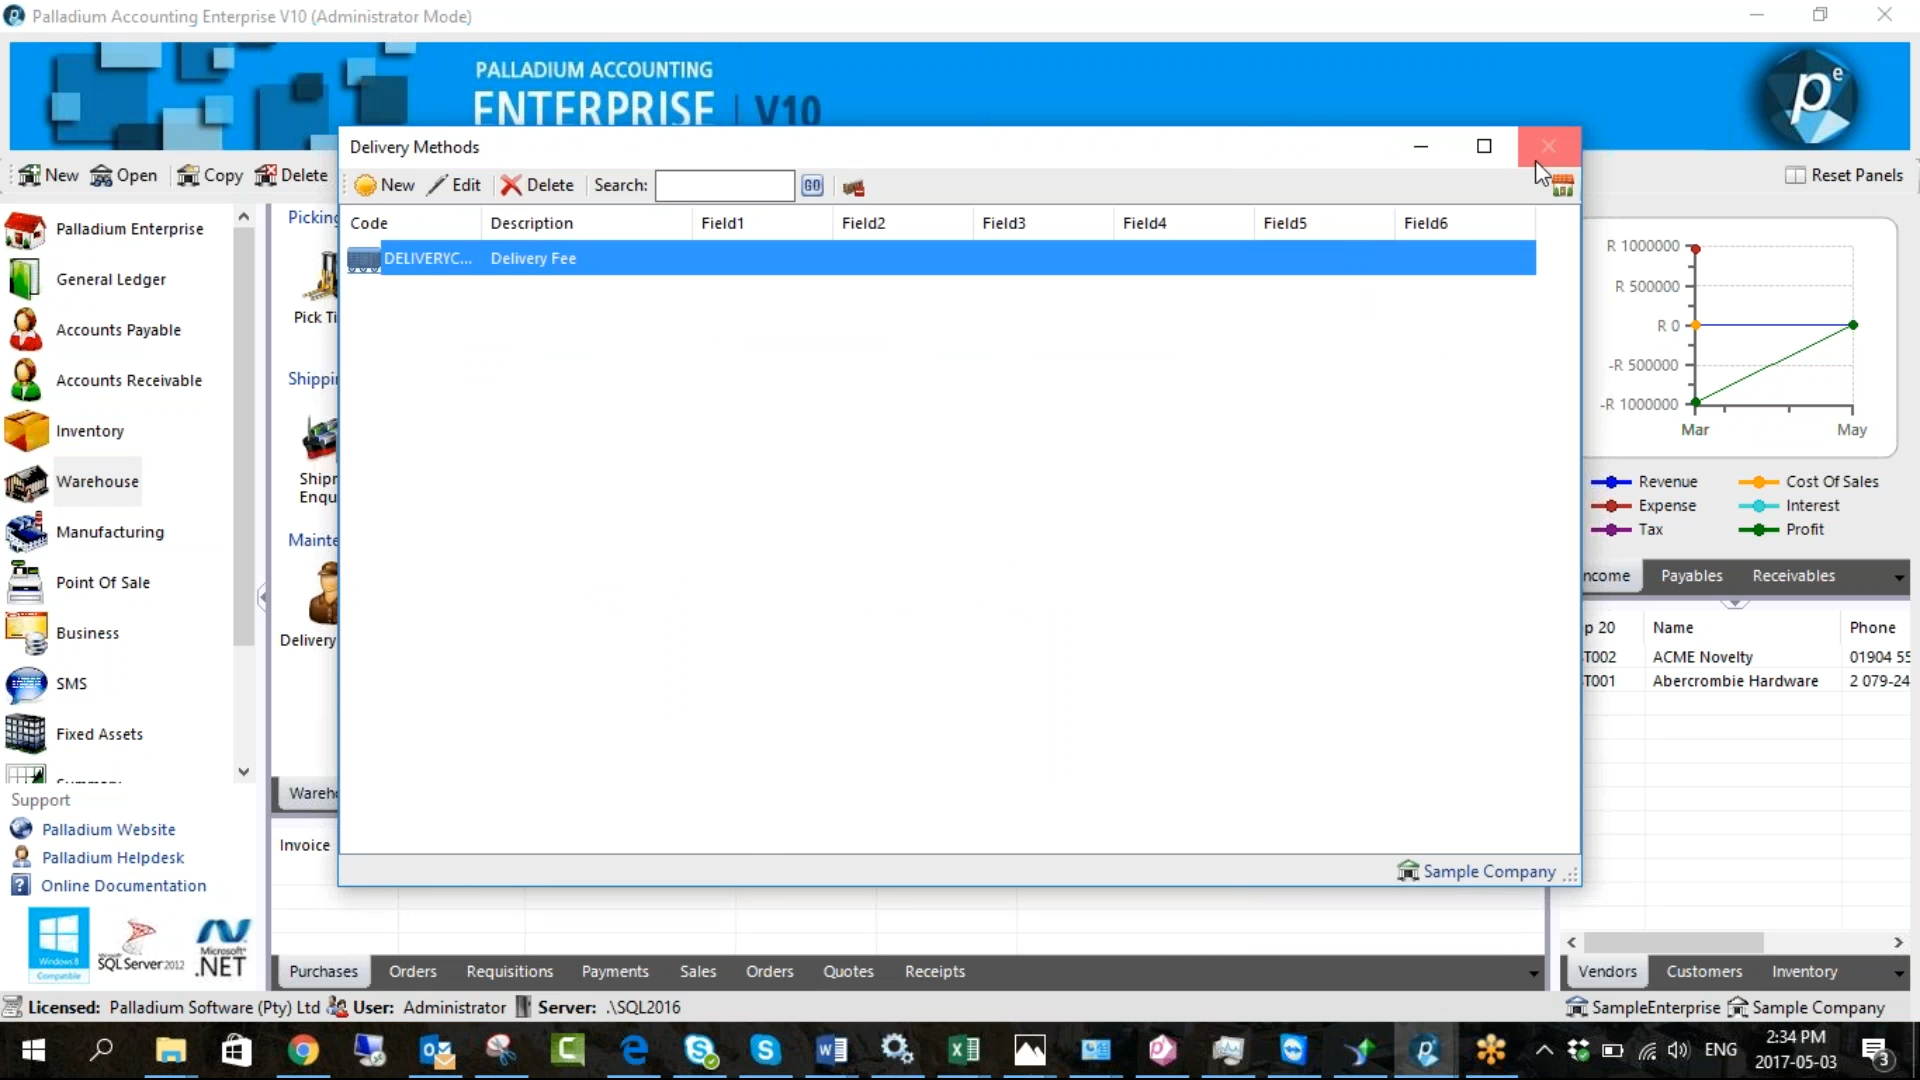 Palladium Accounting Enterprise V10 (Administrator Mode)
PALLADIUM ACCOUNTING
ENTERPRISE | V10
pe
New Open Copy Delete
Reset Panels
Palladium Enterprise
General Ledger
Accounts Payable
Accounts Receivable
Inventory
Warehouse
Manufacturing
Point Of Sale
Business
SMS
Fixed Assets
Support
Palladium Website
Palladium Helpdesk
Online Documentation
Windows 8
Compatible
SQL Server 2012
Microsoft
.NET
Picking
Pick Ti
Shippi
Shipr
Enqu
Mainte
Delivery
Wareh
Invoice
Delivery Methods
New Edit Delete Search: GO
Code Description Field1 Field2 Field3 Field4 Field5 Field6
DELIVERYC... Delivery Fee
Sample Company
R 1000000
R 500000
R 0
-R 500000
-R 1000000
Mar May
Revenue Cost Of Sales
Expense Interest
Tax Profit
ncome Payables Receivables
p 20 Name Phone
T002 ACME Novelty 01904 55
T001 Abercrombie Hardware 2 079-24
Purchases Orders Requisitions Payments Sales Orders Quotes Receipts
Vendors Customers Inventory
Licensed: Palladium Software (Pty) Ltd User: Administrator Server: .\SQL2016
SampleEnterprise Sample Company
ENG
2:34 PM
2017-05-03
3